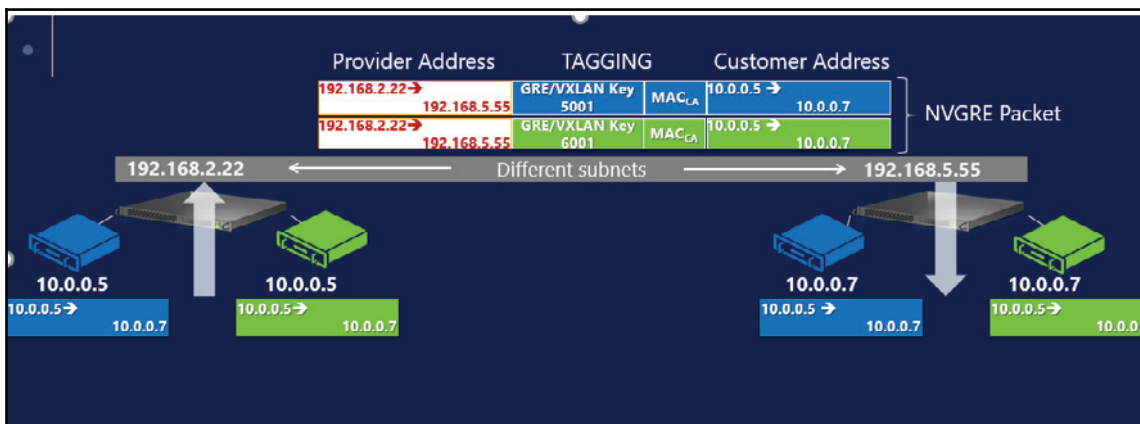 Provider Address TAGGING Customer Address
192.168.2.22➔ GRE/VXLAN Key MAC_CA 10.0.0.5 ➔
192.168.5.55 5001 10.0.0.7
NVGRE Packet
192.168.2.22➔ GRE/VXLAN Key MAC_CA 10.0.0.5 ➔
192.168.5.55 6001 10.0.0.7
192.168.2.22 Different subnets 192.168.5.55
10.0.0.5 10.0.0.5 10.0.0.7 10.0.0.7
10.0.0.5➔ 10.0.0.5➔ 10.0.0.5 ➔ 10.0.0.5➔
10.0.0.7 10.0.0.7 10.0.0.7 10.0.0